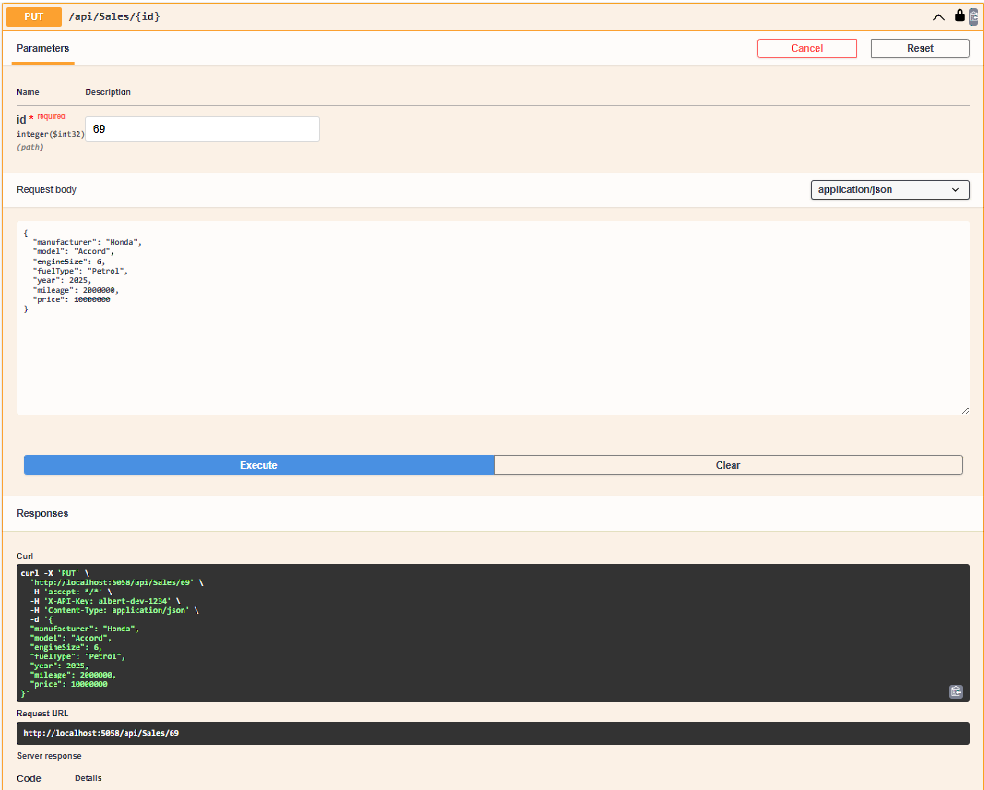 PUT /api/Sales/{id}
Parameters
Cancel
Reset
Name Description
id * required
integer($int32)
(path)
69
Request body
application/json
{
"manufacturer": "Honda",
"model": "Accord",
"engineSize": 6,
"fuelType": "Petrol",
"year": 2025,
"mileage": 2000000,
"price": 10000000
}
Execute
Clear
Responses
Curl
curl -X 'PUT' \
'http://localhost:5058/api/Sales/69' \
-H 'accept: */*' \
-H 'X-API-Key: albert-dev-1234' \
-H 'Content-Type: application/json' \
-d '{
"manufacturer": "Honda",
"model": "Accord",
"engineSize": 6,
"fuelType": "Petrol",
"year": 2025,
"mileage": 2000000,
"price": 10000000
}'
Request URL
http://localhost:5058/api/Sales/69
Server response
Code Details